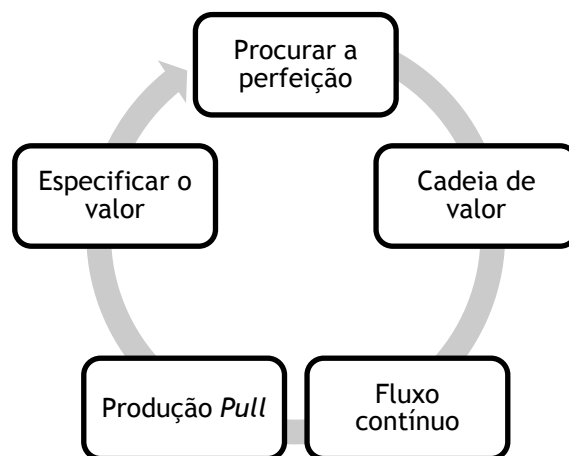 Procurar a
perfeição
Especificar o
valor
Cadeia de
valor
Produção Pull
Fluxo
contínuo